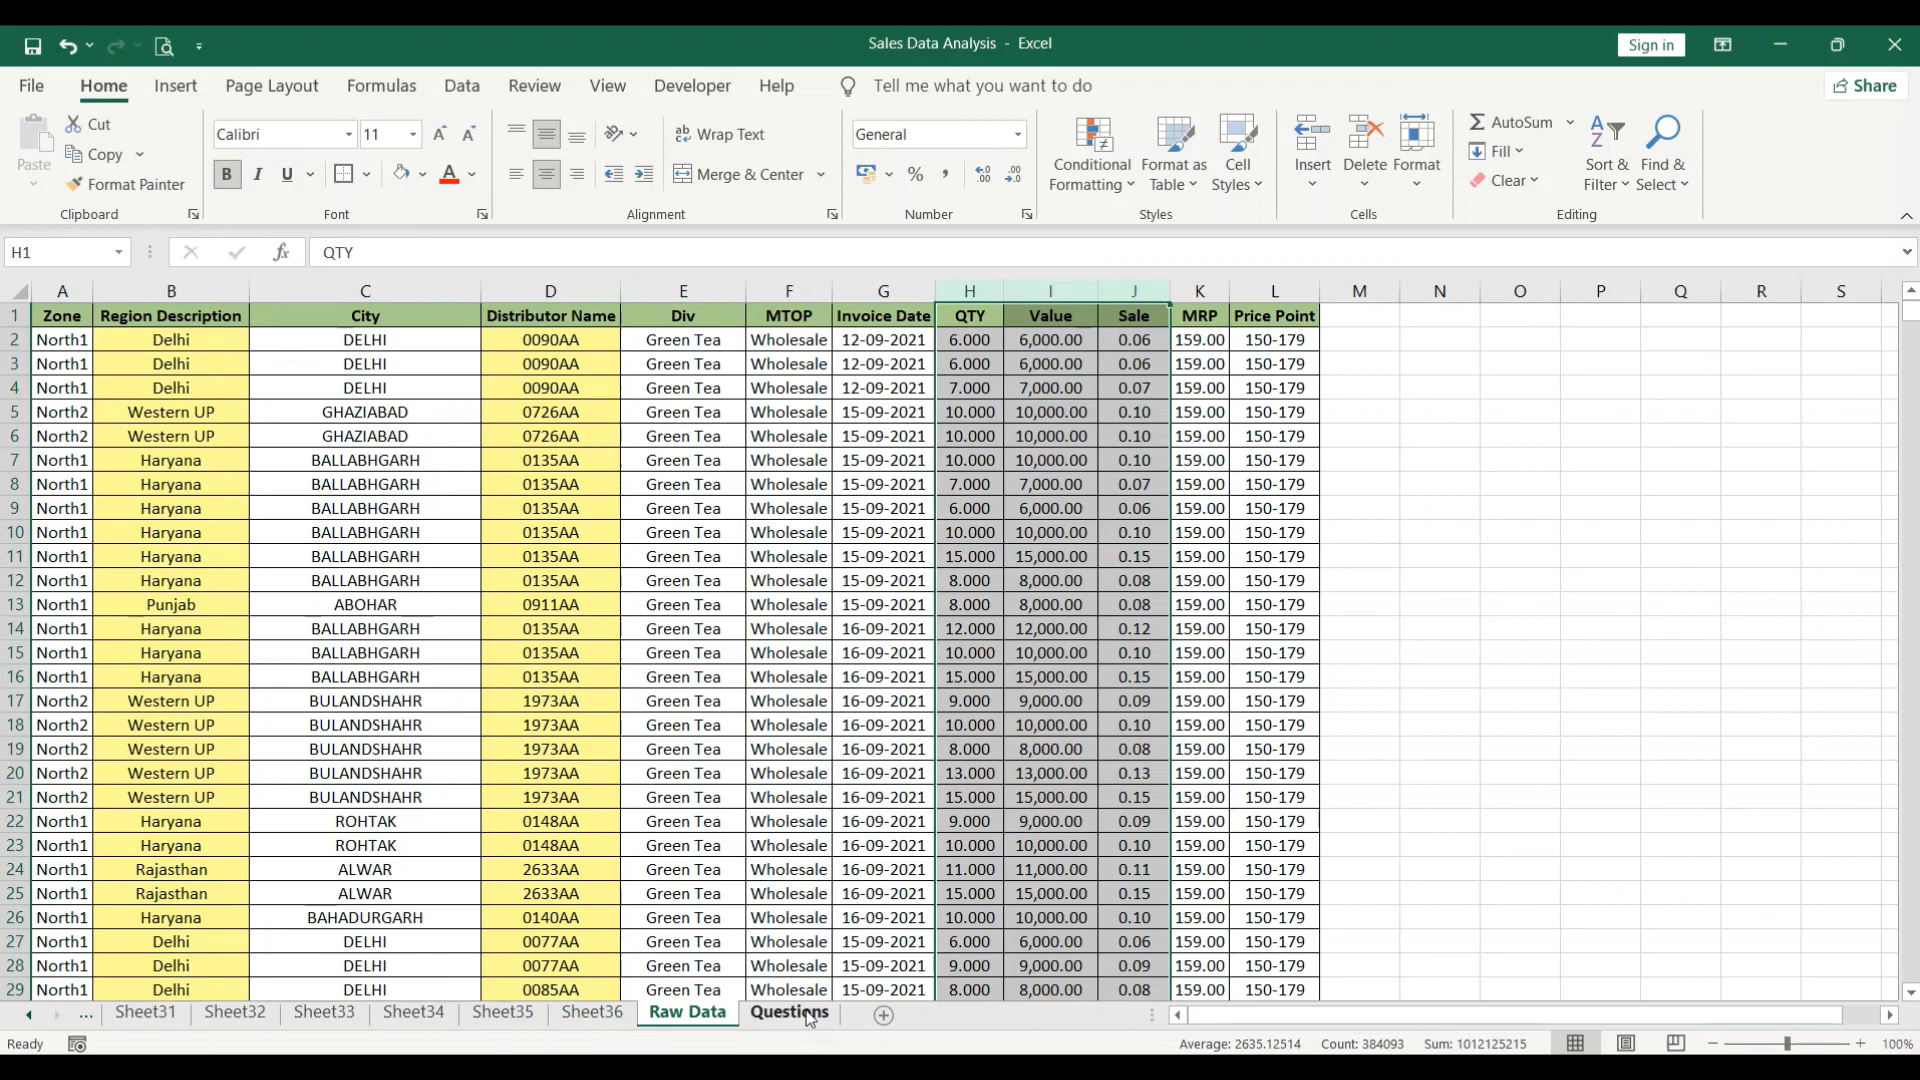 Sales Data Analysis - Excel
Sign in
File Home Insert Page Layout Formulas Data Review View Developer Help Tell me what you want to do Share
Paste Cut Copy Format Painter Clipboard
Calibri 11 B I U Font
Wrap Text Merge & Center Alignment
General % Number
Conditional Formatting Format as Table Cell Styles Styles
Insert Delete Format Cells
AutoSum Fill Clear Sort & Filter Find & Select Editing
H1 fx QTY
A B C D E F G H I J K L M N O P Q R S
1 Zone Region Description City Distributor Name Div MTOP Invoice Date QTY Value Sale MRP Price Point
2 North1 Delhi DELHI 0090AA Green Tea Wholesale 12-09-2021 6.000 6,000.00 0.06 159.00 150-179
3 North1 Delhi DELHI 0090AA Green Tea Wholesale 12-09-2021 6.000 6,000.00 0.06 159.00 150-179
4 North1 Delhi DELHI 0090AA Green Tea Wholesale 12-09-2021 7.000 7,000.00 0.07 159.00 150-179
5 North2 Western UP GHAZIABAD 0726AA Green Tea Wholesale 15-09-2021 10.000 10,000.00 0.10 159.00 150-179
6 North2 Western UP GHAZIABAD 0726AA Green Tea Wholesale 15-09-2021 10.000 10,000.00 0.10 159.00 150-179
7 North1 Haryana BALLABHGARH 0135AA Green Tea Wholesale 15-09-2021 10.000 10,000.00 0.10 159.00 150-179
8 North1 Haryana BALLABHGARH 0135AA Green Tea Wholesale 15-09-2021 7.000 7,000.00 0.07 159.00 150-179
9 North1 Haryana BALLABHGARH 0135AA Green Tea Wholesale 15-09-2021 6.000 6,000.00 0.06 159.00 150-179
10 North1 Haryana BALLABHGARH 0135AA Green Tea Wholesale 15-09-2021 10.000 10,000.00 0.10 159.00 150-179
11 North1 Haryana BALLABHGARH 0135AA Green Tea Wholesale 15-09-2021 15.000 15,000.00 0.15 159.00 150-179
12 North1 Haryana BALLABHGARH 0135AA Green Tea Wholesale 15-09-2021 8.000 8,000.00 0.08 159.00 150-179
13 North1 Punjab ABOHAR 0911AA Green Tea Wholesale 15-09-2021 8.000 8,000.00 0.08 159.00 150-179
14 North1 Haryana BALLABHGARH 0135AA Green Tea Wholesale 16-09-2021 12.000 12,000.00 0.12 159.00 150-179
15 North1 Haryana BALLABHGARH 0135AA Green Tea Wholesale 16-09-2021 10.000 10,000.00 0.10 159.00 150-179
16 North1 Haryana BALLABHGARH 0135AA Green Tea Wholesale 16-09-2021 15.000 15,000.00 0.15 159.00 150-179
17 North2 Western UP BULANDSHAHR 1973AA Green Tea Wholesale 16-09-2021 9.000 9,000.00 0.09 159.00 150-179
18 North2 Western UP BULANDSHAHR 1973AA Green Tea Wholesale 16-09-2021 10.000 10,000.00 0.10 159.00 150-179
19 North2 Western UP BULANDSHAHR 1973AA Green Tea Wholesale 16-09-2021 8.000 8,000.00 0.08 159.00 150-179
20 North2 Western UP BULANDSHAHR 1973AA Green Tea Wholesale 16-09-2021 13.000 13,000.00 0.13 159.00 150-179
21 North2 Western UP BULANDSHAHR 1973AA Green Tea Wholesale 16-09-2021 15.000 15,000.00 0.15 159.00 150-179
22 North1 Haryana ROHTAK 0148AA Green Tea Wholesale 16-09-2021 9.000 9,000.00 0.09 159.00 150-179
23 North1 Haryana ROHTAK 0148AA Green Tea Wholesale 16-09-2021 10.000 10,000.00 0.10 159.00 150-179
24 North1 Rajasthan ALWAR 2633AA Green Tea Wholesale 16-09-2021 11.000 11,000.00 0.11 159.00 150-179
25 North1 Rajasthan ALWAR 2633AA Green Tea Wholesale 16-09-2021 15.000 15,000.00 0.15 159.00 150-179
26 North1 Haryana BAHADURGARH 0140AA Green Tea Wholesale 16-09-2021 10.000 10,000.00 0.10 159.00 150-179
27 North1 Delhi DELHI 0077AA Green Tea Wholesale 15-09-2021 6.000 6,000.00 0.06 159.00 150-179
28 North1 Delhi DELHI 0077AA Green Tea Wholesale 15-09-2021 9.000 9,000.00 0.09 159.00 150-179
29 North1 Delhi DELHI 0085AA Green Tea Wholesale 15-09-2021 8.000 8,000.00 0.08 159.00 150-179
... Sheet31 Sheet32 Sheet33 Sheet34 Sheet35 Sheet36 Raw Data Questions
Ready Average: 2635.12514 Count: 384093 Sum: 1012125215 100%